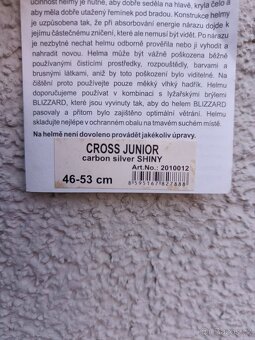 účinnost helmy je nutné, aby dobře seděla na hlavě, kryla čelo a
aby měla dobře utažený řemínek pod bradou. Konstrukce helmy
je uzpůsobena tak, že při absorbování energie nárazu dojde k
jejímu částečnému zničení, které ale nemusí být vidět. Po nárazu
je nezbytné nechat helmu odborně prověřit nebo ji vyhodit a
nahradit novou. Helma může být vážně poškozena běžně
používanými čistícími prostředky, rozpouštědly, barvami a
brusnými látkami, aniž by toto poškození bylo viditelné. Na
čištění proto používejte pouze měkký vlhký hadřík. Helmu
doporučujeme používat v kombinaci s lyžařskými brýlemi
BLIZZARD, které jsou vyvinuty tak, aby do helem BLIZZARD
pasovaly a přitom bylo zajištěno optimální větrání. Helmu
skladujte nejlépe v ochranném obalu na tmavém suchém místě.
Na helmě není dovoleno provádět jakékoliv úpravy.
CROSS JUNIOR
carbon silver SHINY
Art.No.: 2010012
46-53 cm
8595167827888